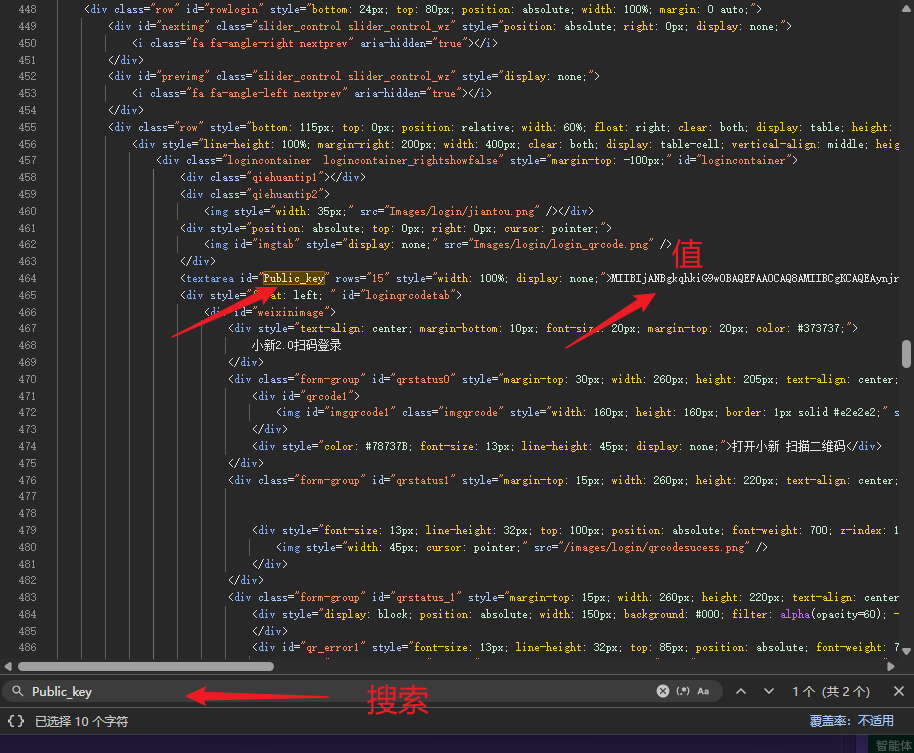 448 <div class="row" id="rowlogin" style="bottom: 24px; top: 80px; position: absolute; width: 100%; margin: 0 auto;">
449 <div id="nextimg" class="slider_control slider_control_wz" style="position: absolute; right: 0px; display: none;">
450 <i class="fa fa-angle-right nextprev" aria-hidden="true"></i>
451 </div>
452 <div id="previmg" class="slider_control slider_control_wz" style="display: none;">
453 <i class="fa fa-angle-left nextprev" aria-hidden="true"></i>
454 </div>
455 <div class="row" style="bottom: 115px; top: 0px; position: relative; width: 60%; float: right; clear: both; display: table; height:
456 <div style="line-height: 100%; margin-right: 200px; width: 400px; clear: both; display: table-cell; vertical-align: middle; heig
457 <div class="logincontainer logincontainer_rightshowfalse" style="margin-top: -100px;" id="logincontainer">
458 <div class="qiehuantip1"></div>
459 <div class="qiehuantip2">
460 <img style="width: 35px;" src="Images/login/jiantou.png" /></div>
461 <div style="position: absolute; top: 0px; right: 0px; cursor: pointer;">
462 <img id="imgtab" style="display: none;" src="Images/login/login_qrcode.png" />
值
463 </div>
464 <textarea id="Public_key" rows="15" style="width: 100%; display: none;">MIIBIjANBgkqhkiG9w0BAQEFAAOCAQ8AMIIBCgKCAQEAynjr
465 <div style="float: left; " id="loginqrcodetab">
466 <div id="weixinimage">
467 <div style="text-align: center; margin-bottom: 10px; font-size: 20px; margin-top: 20px; color: #373737;">
468 小新2.0扫码登录
469 </div>
470 <div class="form-group" id="qrstatus0" style="margin-top: 30px; width: 260px; height: 205px; text-align: center;
471 <div id="qrcode1">
472 <img id="imgqrcode1" class="imgqrcode" style="width: 160px; height: 160px; border: 1px solid #e2e2e2;" s
473 </div>
474 <div style="color: #78737B; font-size: 13px; line-height: 45px; display: none;">打开小新 扫描二维码</div>
475 </div>
476 <div class="form-group" id="qrstatus1" style="margin-top: 15px; width: 260px; height: 220px; text-align: center;
477
478
479 <div style="font-size: 13px; line-height: 32px; top: 100px; position: absolute; font-weight: 700; z-index: 1
480 <img style="width: 45px; cursor: pointer;" src="/images/login/qrcodesucess.png" />
481 </div>
482 </div>
483 <div class="form-group" id="qrstatus_1" style="margin-top: 15px; width: 260px; height: 220px; text-align: center
484 <div style="display: block; position: absolute; width: 150px; background: #000; filter: alpha(opacity=60); -
485 </div>
486 <div id="qr_error1" style="font-size: 13px; line-height: 32px; top: 85px; position: absolute; font-weight: 7
Public_key 搜索 (.*) Aa 1 个 (共 2 个)
{} 已选择 10 个字符 覆盖率: 不适用
智能体